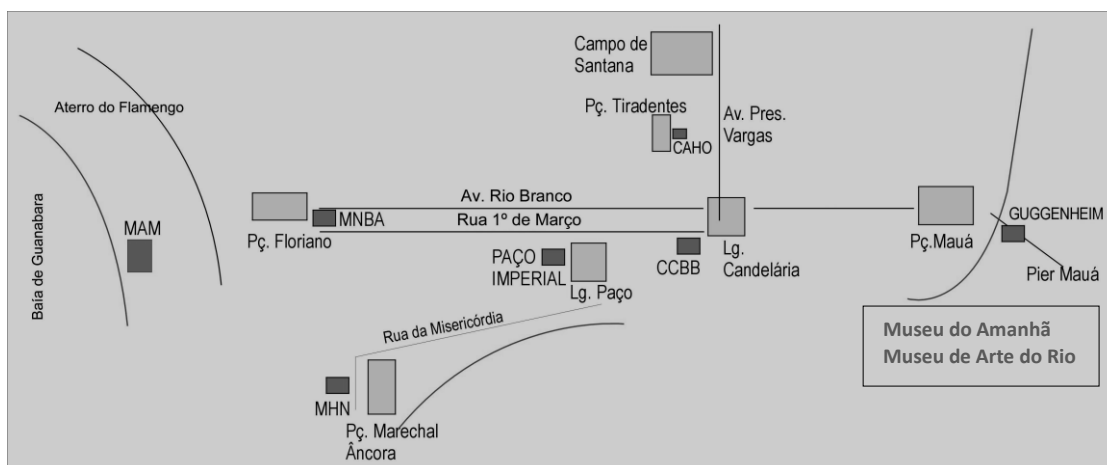 Campo de
Santana
Aterro do Flamengo
Pç. Tiradentes
Av. Pres.
Vargas
CAHO
Av. Rio Branco
Rua 1º de Março
MNBA
Pç. Floriano
MAM
Baía de Guanabara
PAÇO
IMPERIAL
Lg. Paço
CCBB
Lg.
Candelária
Pç.Mauá
GUGGENHEIM
Pier Mauá
Rua da Misericórdia
MHN
Pç. Marechal
Âncora
Museu do Amanhã
Museu de Arte do Rio